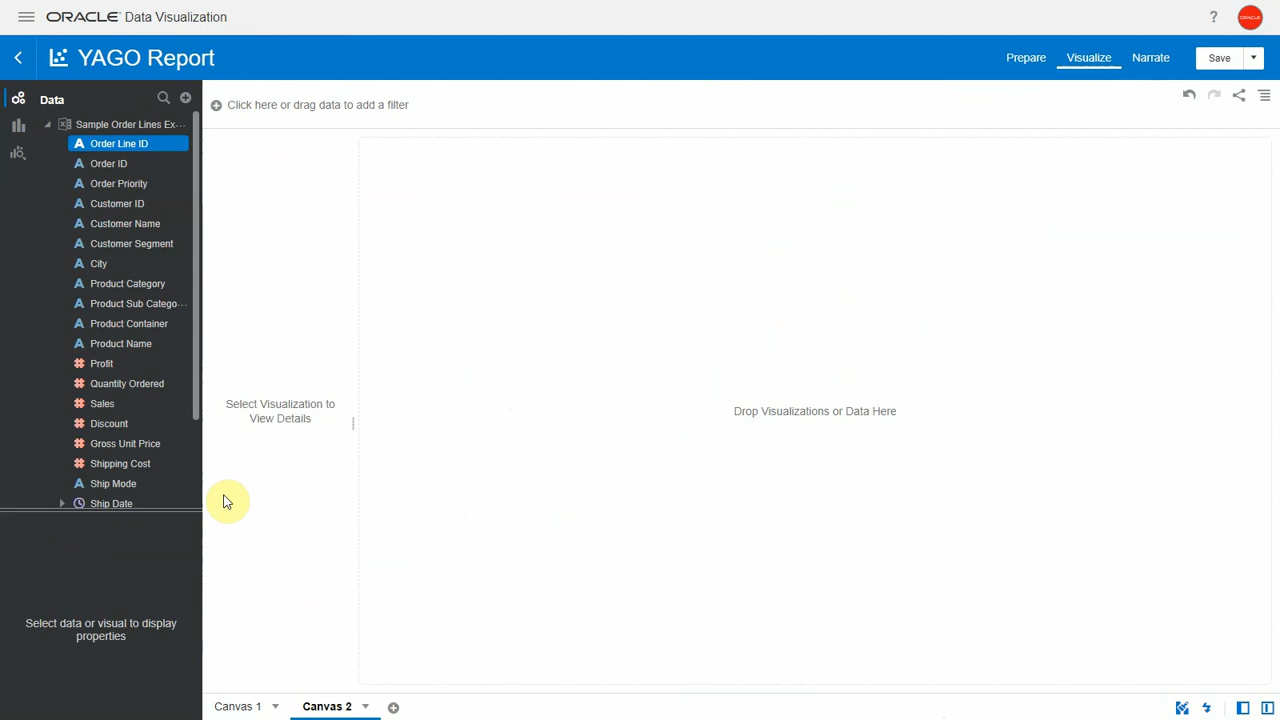 ORACLE Data Visualization
?
ORACLE
YAGO Report
Prepare
Visualize
Narrate
Save
Data
Click here or drag data to add a filter
Sample Order Lines Ex...
A Order Line ID
A Order ID
A Order Priority
A Customer ID
A Customer Name
A Customer Segment
A City
A Product Category
A Product Sub Catego...
A Product Container
A Product Name
# Profit
# Quantity Ordered
# Sales
# Discount
# Gross Unit Price
# Shipping Cost
A Ship Mode
Ship Date
Select Visualization to
View Details
Drop Visualizations or Data Here
Select data or visual to display
properties
Canvas 1
Canvas 2